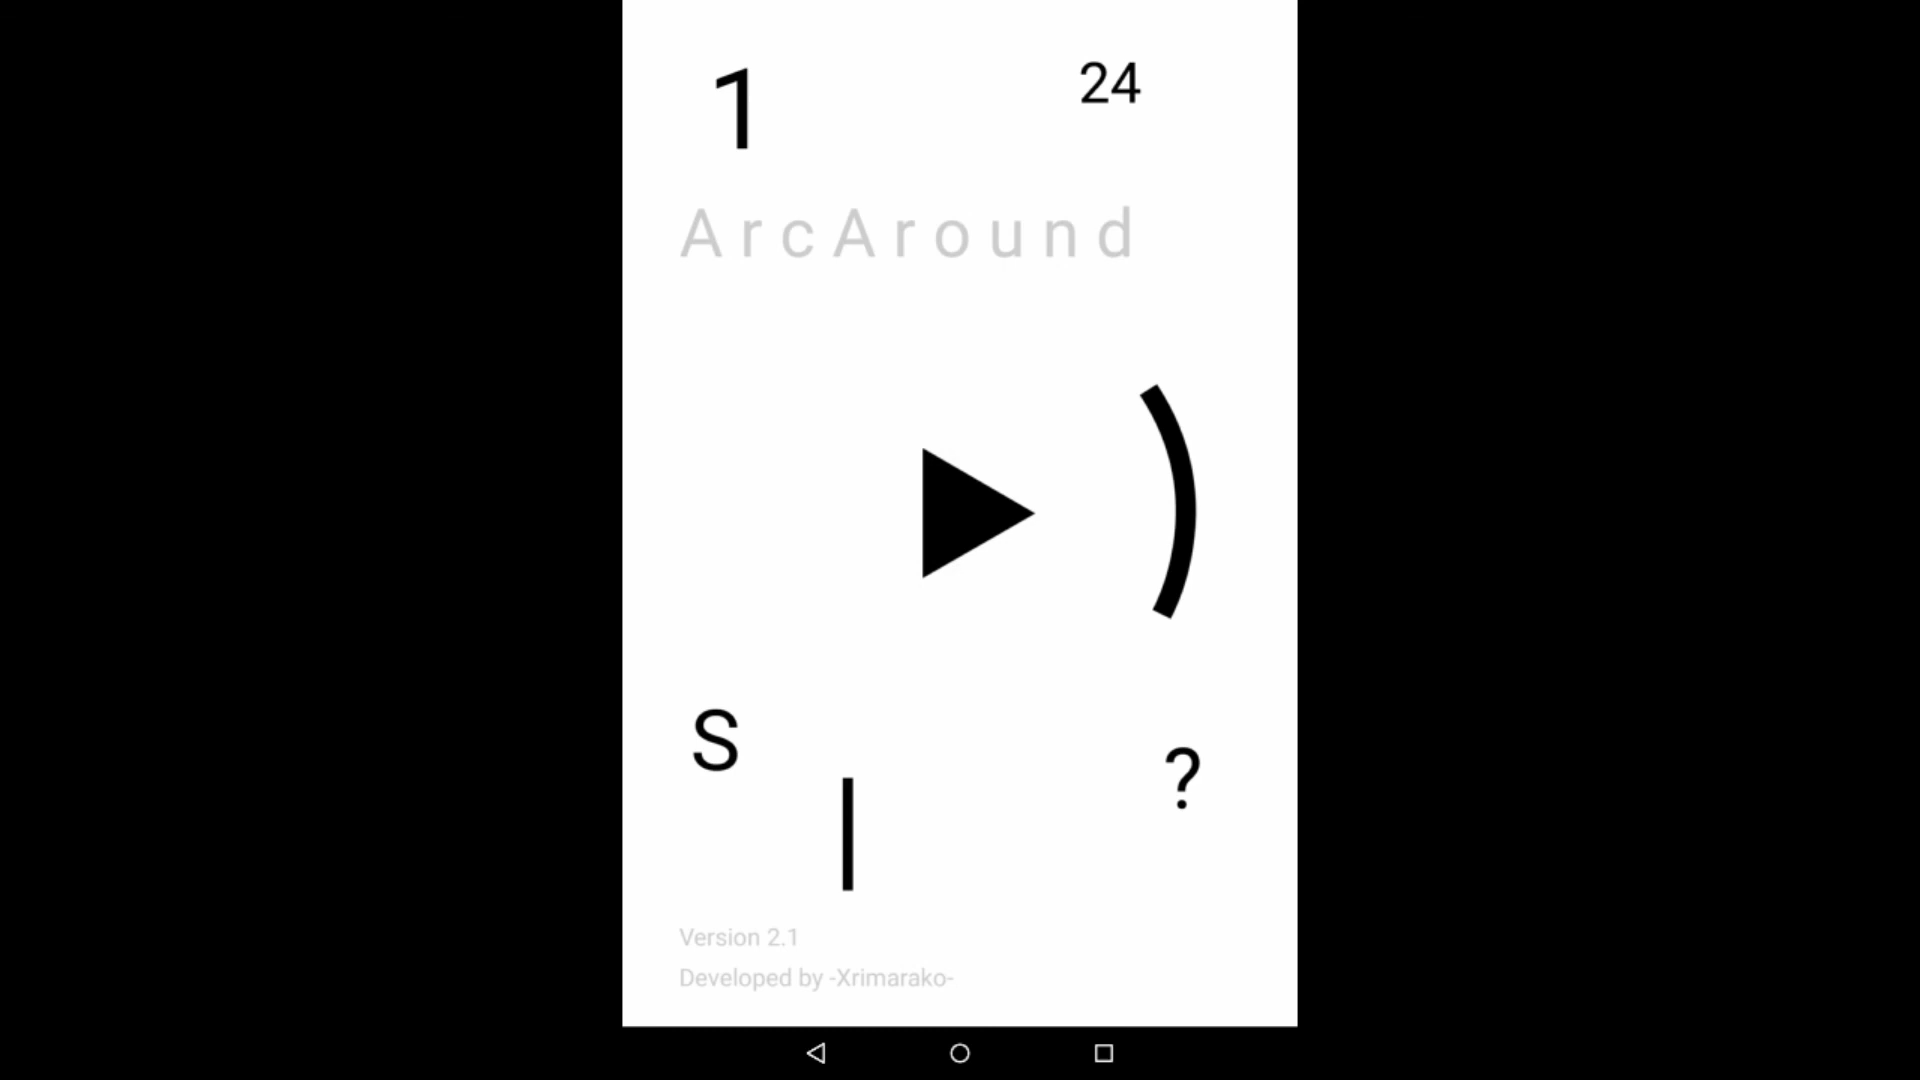 1
24
ArcAround
S
?
Version 2.1
Developed by -Xrimarako-